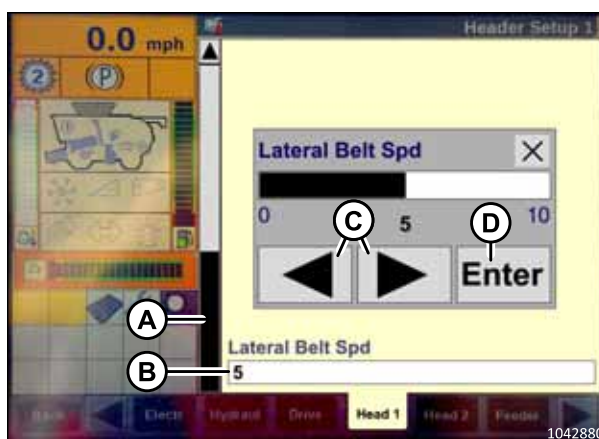 0.0 mph
Header Setup 1
2
(P)
Lateral Belt Spd
0 5 10
C
D
Enter
A
Lateral Belt Spd
B
5
Back Electr Hydraul Drive Head 1 Head 2 Feeder
1042880